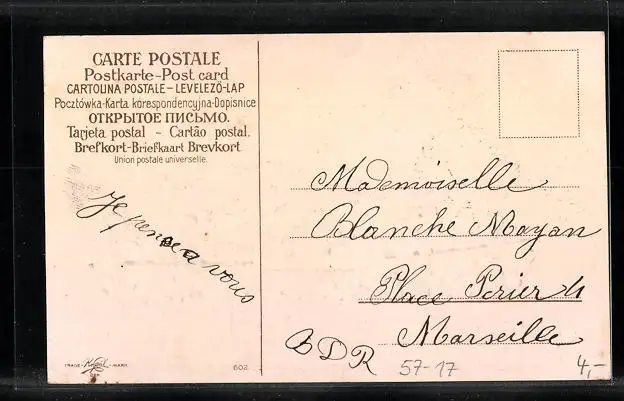 CARTE POSTALE
Postkarte-Post card
CARTOLINA POSTALE-LEVELEZŐ-LAP
Pocztówka-Karta korespondencyjna-Dopisnice
ОТКРЫТОЕ ПИСЬМО.
Tarjeta postal - Cartão postal.
Brefkort-Briefkaart Brevkort
Union postale universelle.
Je pense a vous
Mademoiselle
Blanche Mayan
Place Perier 4
Marseille
BDR
57-17
4,-
TRADE- -MARK
602